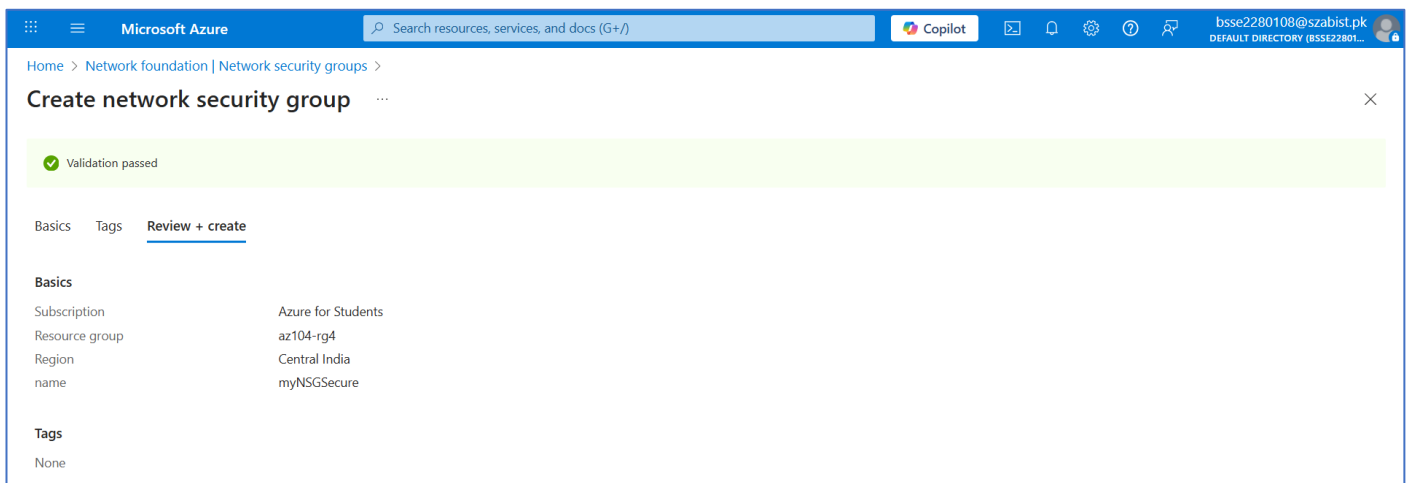 Microsoft Azure
Search resources, services, and docs (G+/)
Copilot
bsse2280108@szabist.pk
DEFAULT DIRECTORY (BSSE22801...
Home > Network foundation | Network security groups >
Create network security group ...
Validation passed
Basics Tags Review + create
Basics
Subscription Azure for Students
Resource group az104-rg4
Region Central India
name myNSGSecure
Tags
None